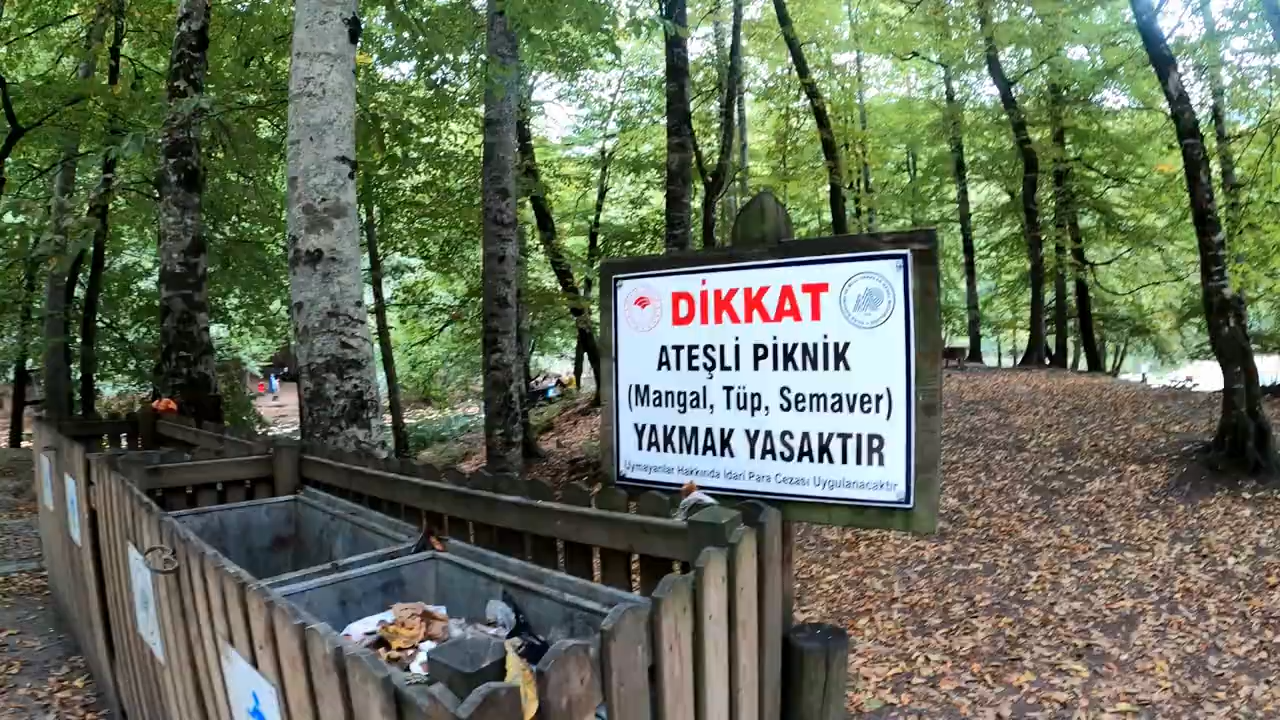 DİKKAT
ATEŞLİ PİKNİK
(Mangal, Tüp, Semaver)
YAKMAK YASAKTIR
Uymayanlar Hakkında İdari Para Cezası Uygulanacaktır